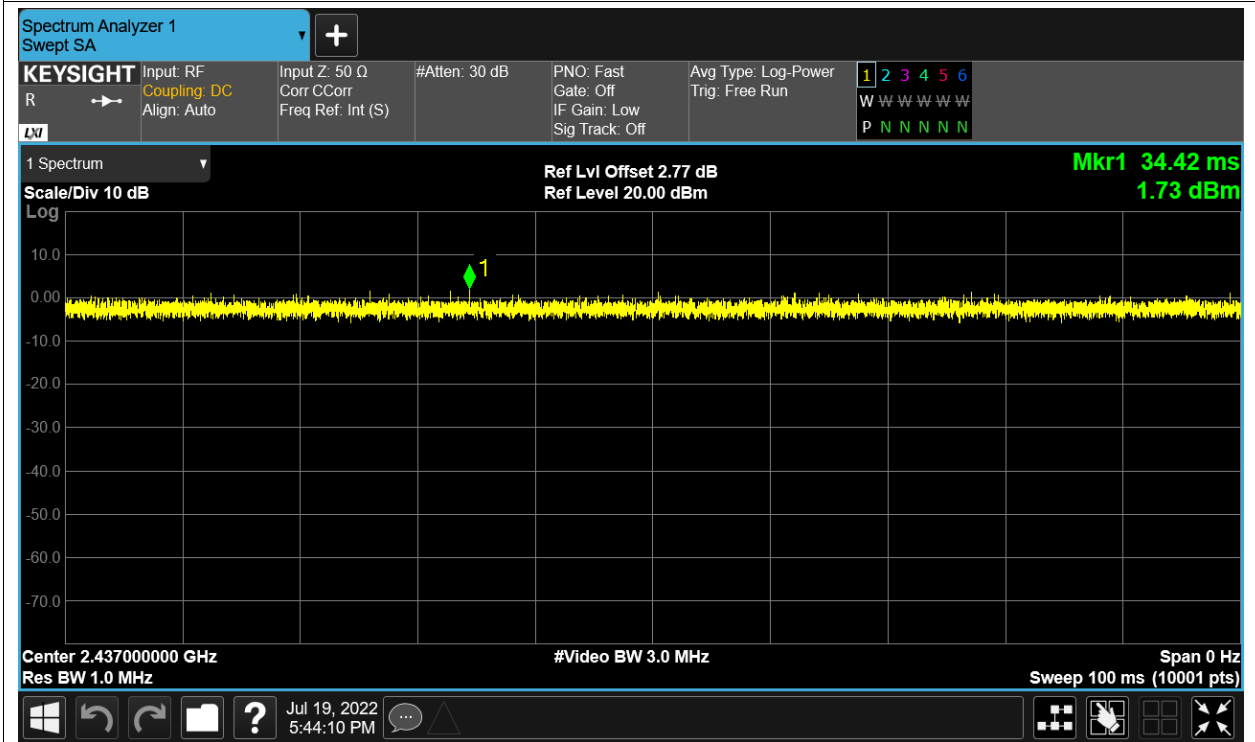 Spectrum Analyzer 1
Swept SA
+
KEYSIGHT
R
LXI
Input: RF
Coupling: DC
Align: Auto
Input Z: 50 Ω
Corr CCorr
Freq Ref: Int (S)
#Atten: 30 dB
PNO: Fast
Gate: Off
IF Gain: Low
Sig Track: Off
Avg Type: Log-Power
Trig: Free Run
1 2 3 4 5 6
W W W W W W
P N N N N N
1 Spectrum
Scale/Div 10 dB
Ref Lvl Offset 2.77 dB
Ref Level 20.00 dBm
Mkr1 34.42 ms
1.73 dBm
Log
10.0
1
0.00
-10.0
-20.0
-30.0
-40.0
-50.0
-60.0
-70.0
Center 2.437000000 GHz
#Video BW 3.0 MHz
Span 0 Hz
Res BW 1.0 MHz
Sweep 100 ms (10001 pts)
?
Jul 19, 2022
5:44:10 PM